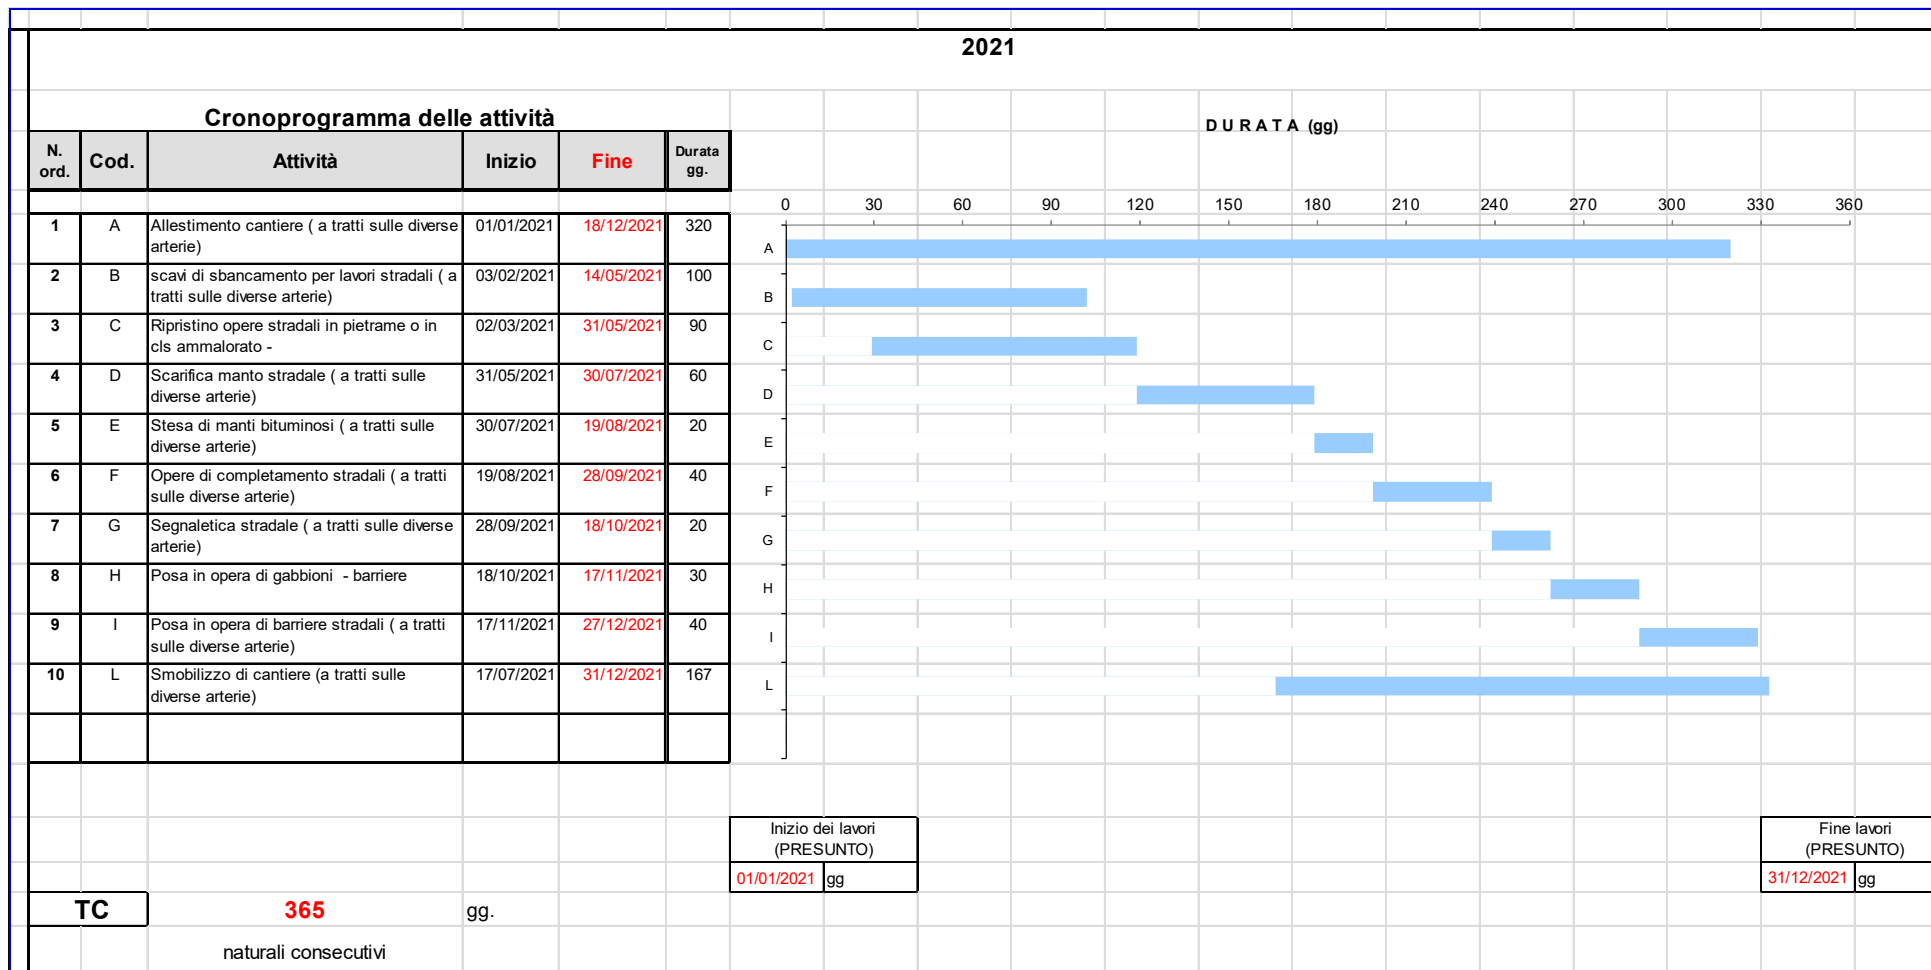 2021
Cronoprogramma delle attività
D U R A T A (gg)
N. ord. Cod. Attività Inizio Fine Durata gg.
0 30 60 90 120 150 180 210 240 270 300 330 360
1 A Allestimento cantiere ( a tratti sulle diverse 01/01/2021 18/12/2021 320
arterie)
A
2 B scavi di sbancamento per lavori stradali ( a 03/02/2021 14/05/2021 100
tratti sulle diverse arterie)
B
3 C Ripristino opere stradali in pietrame o in 02/03/2021 31/05/2021 90
cls ammalorato -
C
4 D Scarifica manto stradale ( a tratti sulle 31/05/2021 30/07/2021 60
diverse arterie)
D
5 E Stesa di manti bituminosi ( a tratti sulle 30/07/2021 19/08/2021 20
diverse arterie)
E
6 F Opere di completamento stradali ( a tratti 19/08/2021 28/09/2021 40
sulle diverse arterie)
F
7 G Segnaletica stradale ( a tratti sulle diverse 28/09/2021 18/10/2021 20
arterie)
G
8 H Posa in opera di gabbioni - barriere 18/10/2021 17/11/2021 30
H
9 I Posa in opera di barriere stradali ( a tratti 17/11/2021 27/12/2021 40
sulle diverse arterie)
I
10 L Smobilizzo di cantiere (a tratti sulle 17/07/2021 31/12/2021 167
diverse arterie)
L
Inizio dei lavori
(PRESUNTO)
01/01/2021 gg
Fine lavori
(PRESUNTO)
31/12/2021 gg
TC 365 gg.
naturali consecutivi